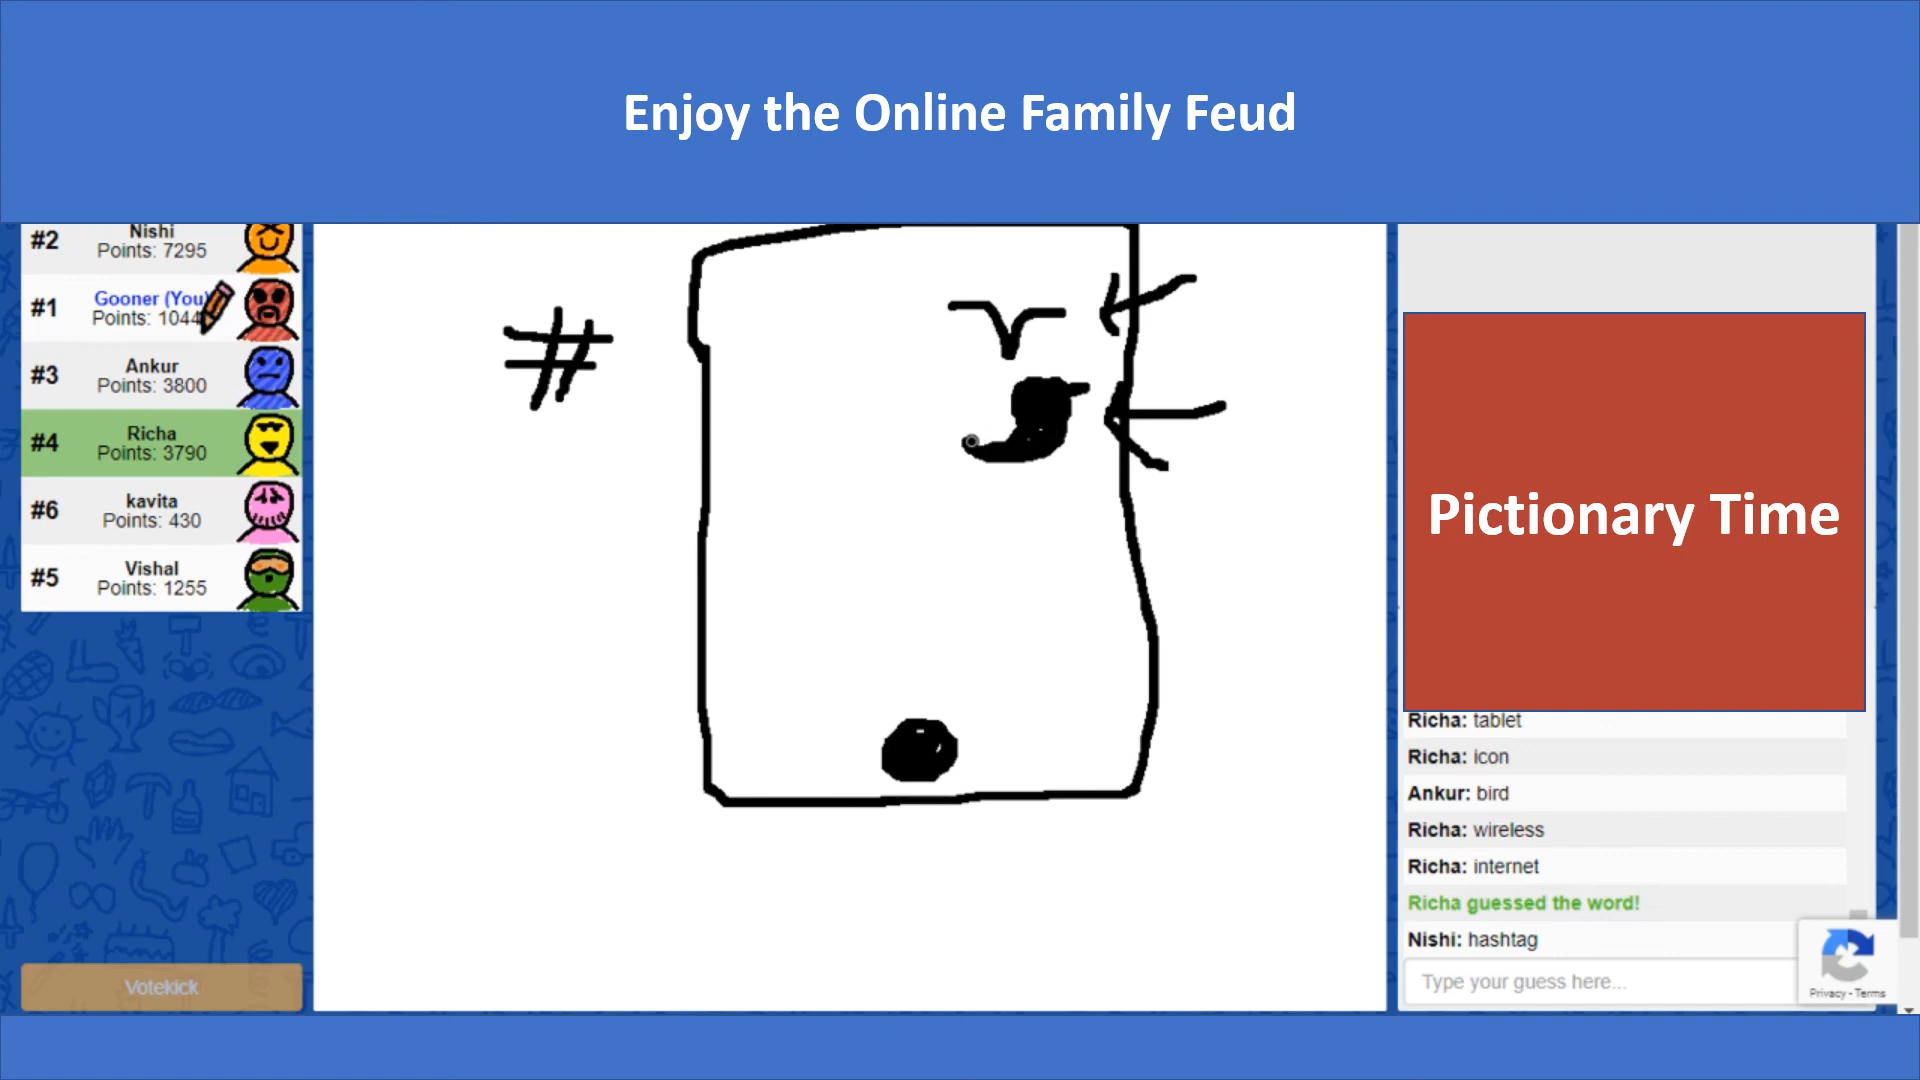 Enjoy the Online Family Feud
#2
Nishi
Points: 7295
#1
Gooner (You)
Points: 1044
#3
Ankur
Points: 3800
#4
Richa
Points: 3790
#6
kavita
Points: 430
#5
Vishal
Points: 1255
Votekick
#
Pictionary Time
Richa: tablet
Richa: icon
Ankur: bird
Richa: wireless
Richa: internet
Richa guessed the word!
Nishi: hashtag
Type your guess here...
Privacy - Terms